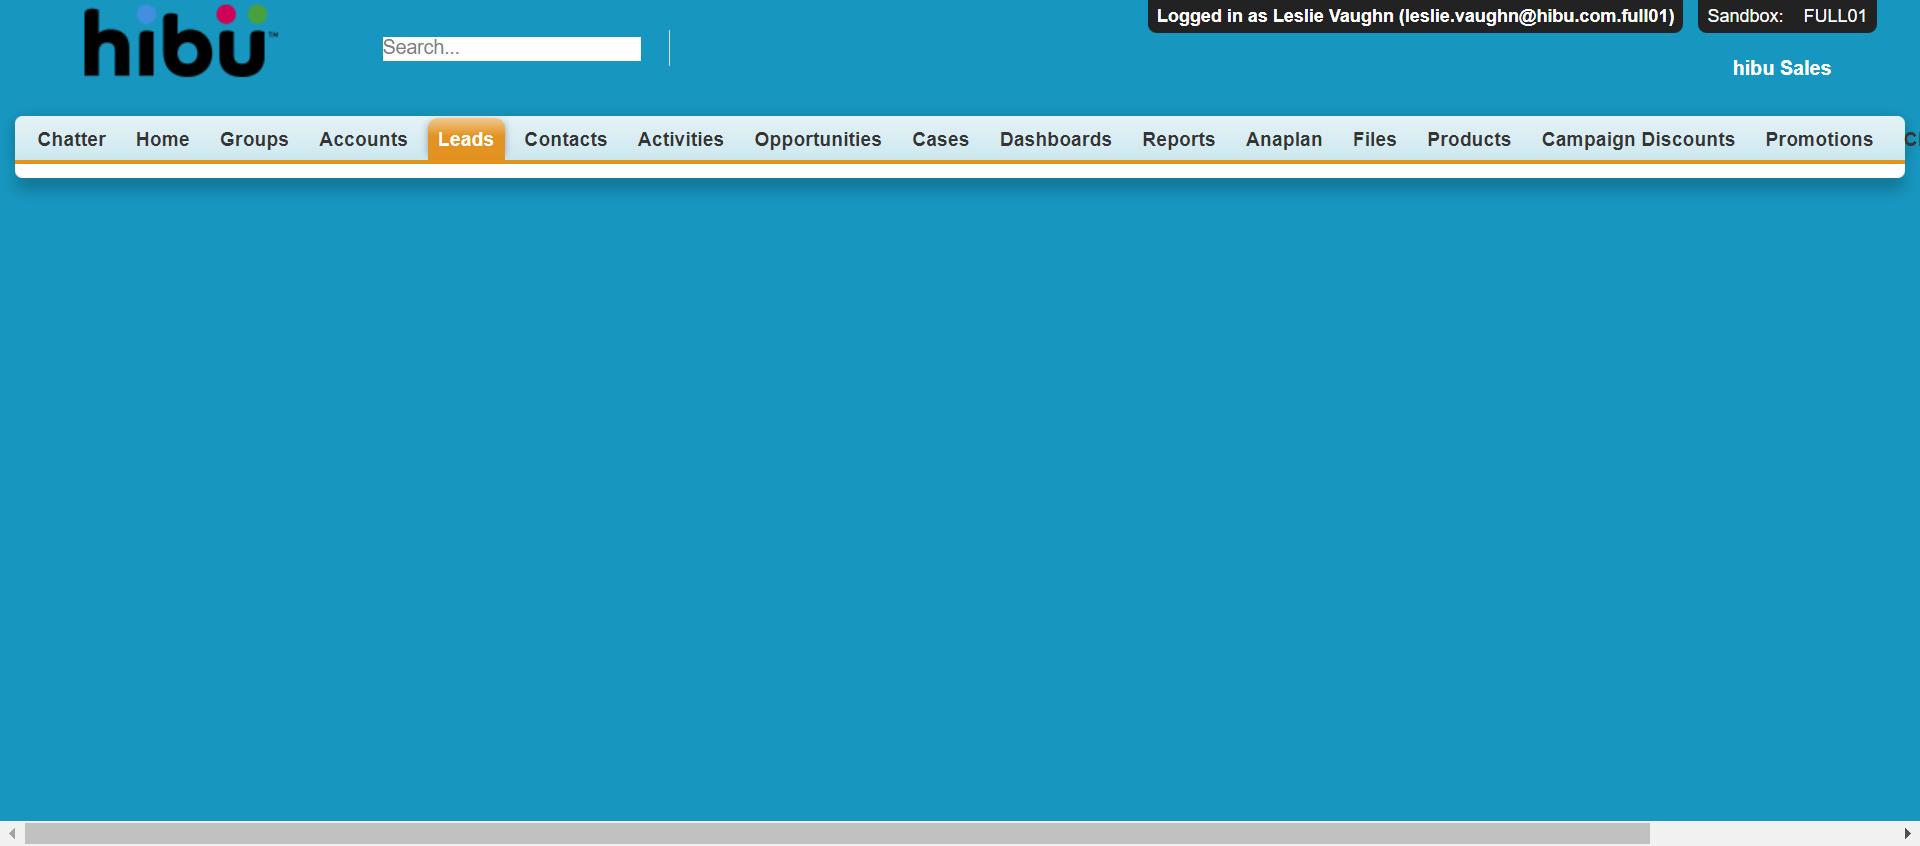 hibu™
Search...
Logged in as Leslie Vaughn (leslie.vaughn@hibu.com.full01)
Sandbox: FULL01
hibu Sales
Chatter Home Groups Accounts Leads Contacts Activities Opportunities Cases Dashboards Reports Anaplan Files Products Campaign Discounts Promotions